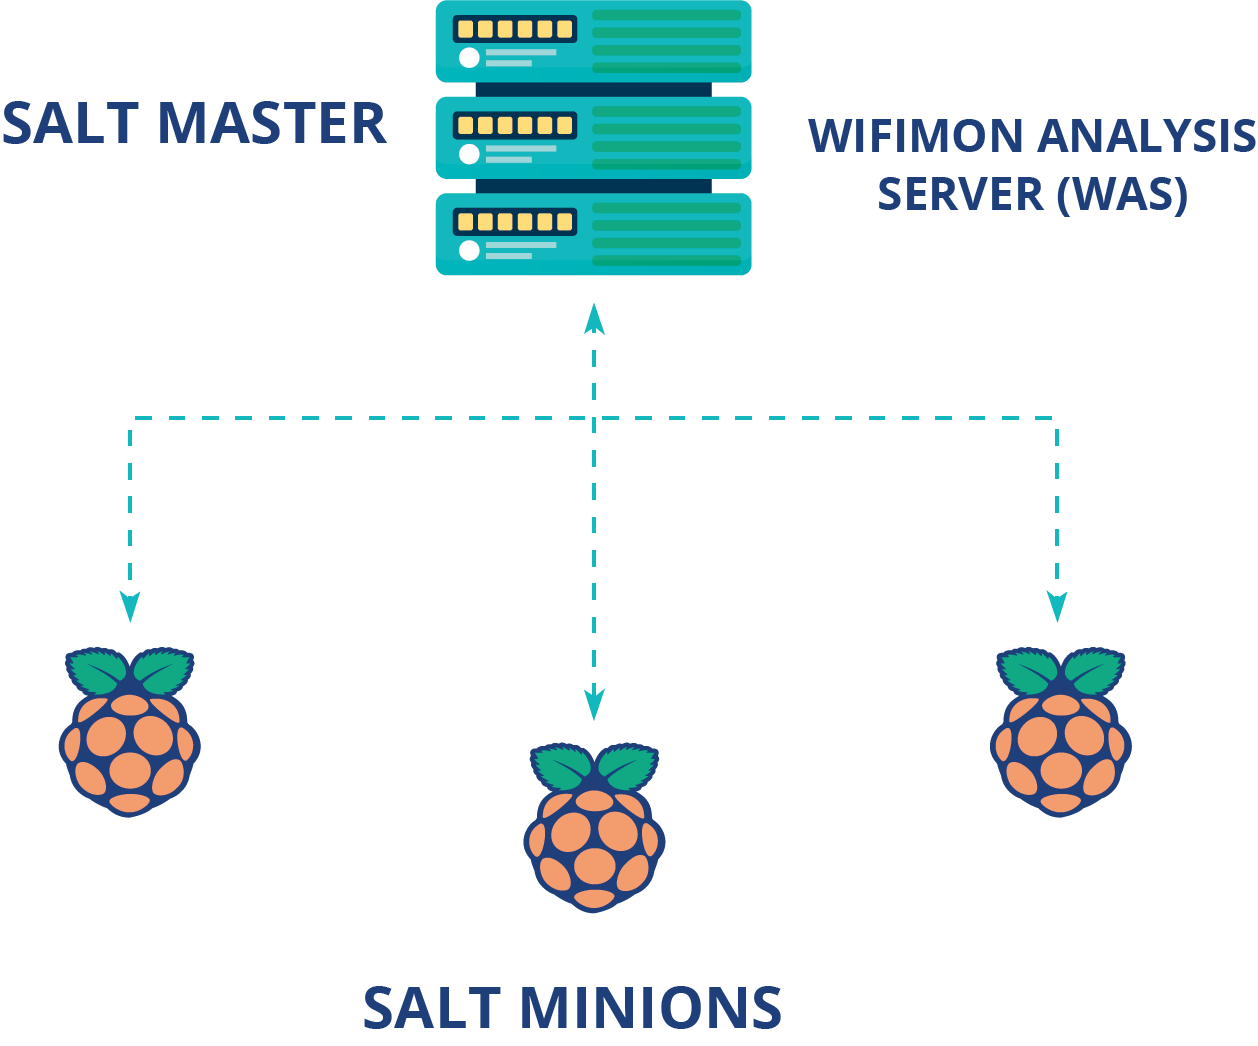 SALT MASTER
WIFIMON ANALYSIS
SERVER (WAS)
SALT MINIONS